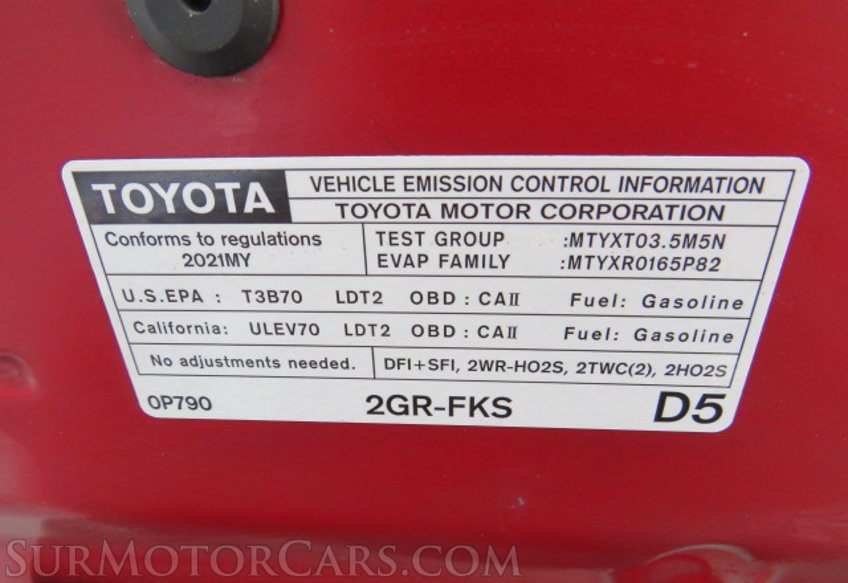 TOYOTA
VEHICLE EMISSION CONTROL INFORMATION
TOYOTA MOTOR CORPORATION
Conforms to regulations
2021MY
TEST GROUP :MTYXT03.5M5N
EVAP FAMILY :MTYXR0165P82
U.S.EPA : T3B70 LDT2 OBD : CAII Fuel: Gasoline
California: ULEV70 LDT2 OBD : CAII Fuel: Gasoline
No adjustments needed.
DFI+SFI, 2WR-HO2S, 2TWC(2), 2HO2S
0P790 2GR-FKS D5
SURMOTORCARS.COM